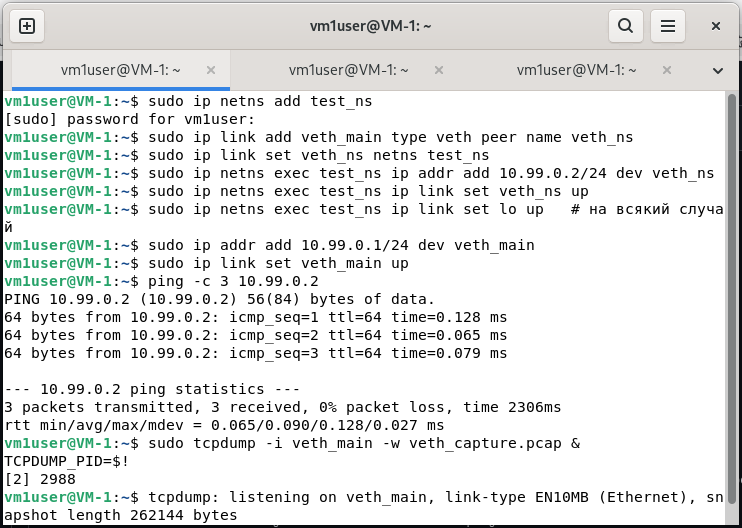 vm1user@VM-1: ~
vm1user@VM-1: ~
vm1user@VM-1: ~
vm1user@VM-1: ~
vm1user@VM-1:~$ sudo ip netns add test_ns
[sudo] password for vm1user:
vm1user@VM-1:~$ sudo ip link add veth_main type veth peer name veth_ns
vm1user@VM-1:~$ sudo ip link set veth_ns netns test_ns
vm1user@VM-1:~$ sudo ip netns exec test_ns ip addr add 10.99.0.2/24 dev veth_ns
vm1user@VM-1:~$ sudo ip netns exec test_ns ip link set veth_ns up
vm1user@VM-1:~$ sudo ip netns exec test_ns ip link set lo up   # на всякий случа
й
vm1user@VM-1:~$ sudo ip addr add 10.99.0.1/24 dev veth_main
vm1user@VM-1:~$ sudo ip link set veth_main up
vm1user@VM-1:~$ ping -c 3 10.99.0.2
PING 10.99.0.2 (10.99.0.2) 56(84) bytes of data.
64 bytes from 10.99.0.2: icmp_seq=1 ttl=64 time=0.128 ms
64 bytes from 10.99.0.2: icmp_seq=2 ttl=64 time=0.065 ms
64 bytes from 10.99.0.2: icmp_seq=3 ttl=64 time=0.079 ms
--- 10.99.0.2 ping statistics ---
3 packets transmitted, 3 received, 0% packet loss, time 2306ms
rtt min/avg/max/mdev = 0.065/0.090/0.128/0.027 ms
vm1user@VM-1:~$ sudo tcpdump -i veth_main -w veth_capture.pcap &
TCPDUMP_PID=$!
[2] 2988
vm1user@VM-1:~$ tcpdump: listening on veth_main, link-type EN10MB (Ethernet), sn
apshot length 262144 bytes